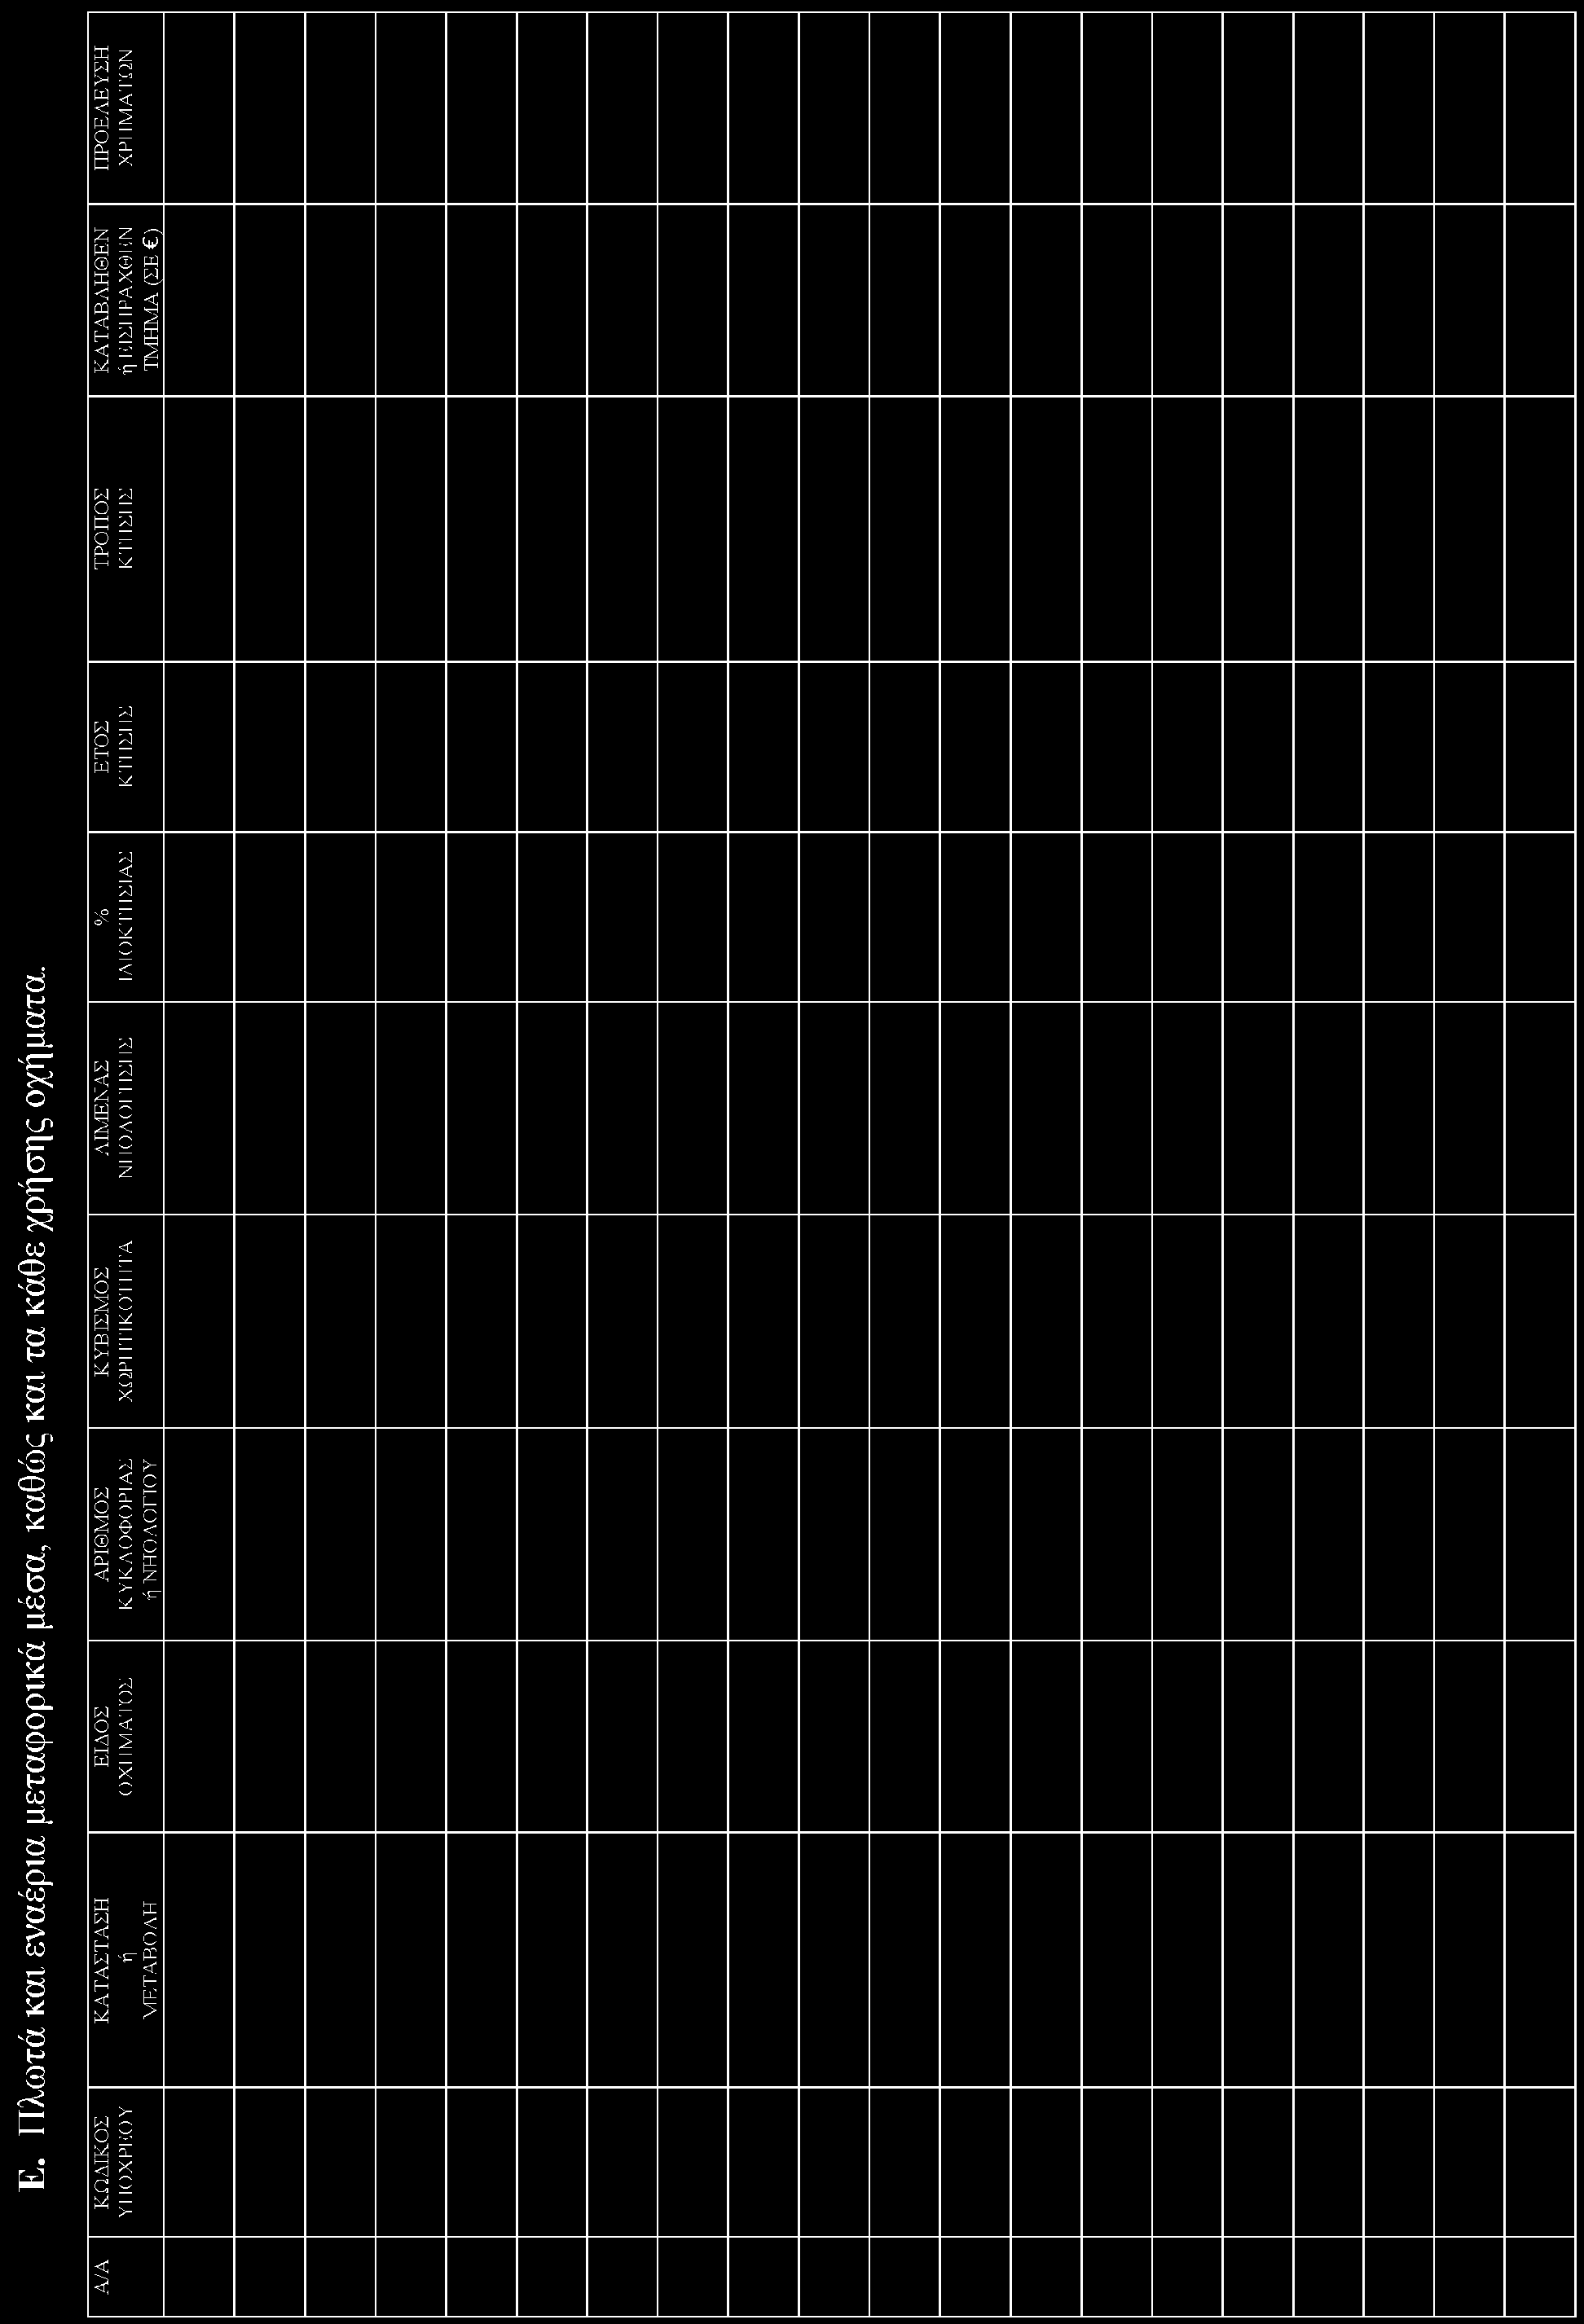 Ε. Πλωτά και εναέρια μεταφορικά μέσα, καθώς και τα κάθε χρήσης οχήματα.
Α/Α
ΚΩΔΙΚΟΣ
ΥΠΟΧΡΕΟΥ
ΚΑΤΑΣΤΑΣΗ
ή
ΜΕΤΑΒΟΛΗ
ΕΙΔΟΣ
ΟΧΗΜΑΤΟΣ
ΑΡΙΘΜΟΣ
ΚΥΚΛΟΦΟΡΙΑΣ
ή ΝΗΟΛΟΓΙΟΥ
ΚΥΒΙΣΜΟΣ
ΧΩΡΗΤΙΚΟΤΗΤΑ
ΛΙΜΕΝΑΣ
ΝΗΟΛΟΓΗΣΗΣ
%
ΙΔΙΟΚΤΗΣΙΑΣ
ΕΤΟΣ
ΚΤΗΣΗΣ
ΤΡΟΠΟΣ
ΚΤΗΣΗΣ
ΚΑΤΑΒΛΗΘΕΝ
ή ΕΙΣΠΡΑΧΘΕΝ
ΤΜΗΜΑ (ΣΕ €)
ΠΡΟΕΛΕΥΣΗ
ΧΡΗΜΑΤΩΝ